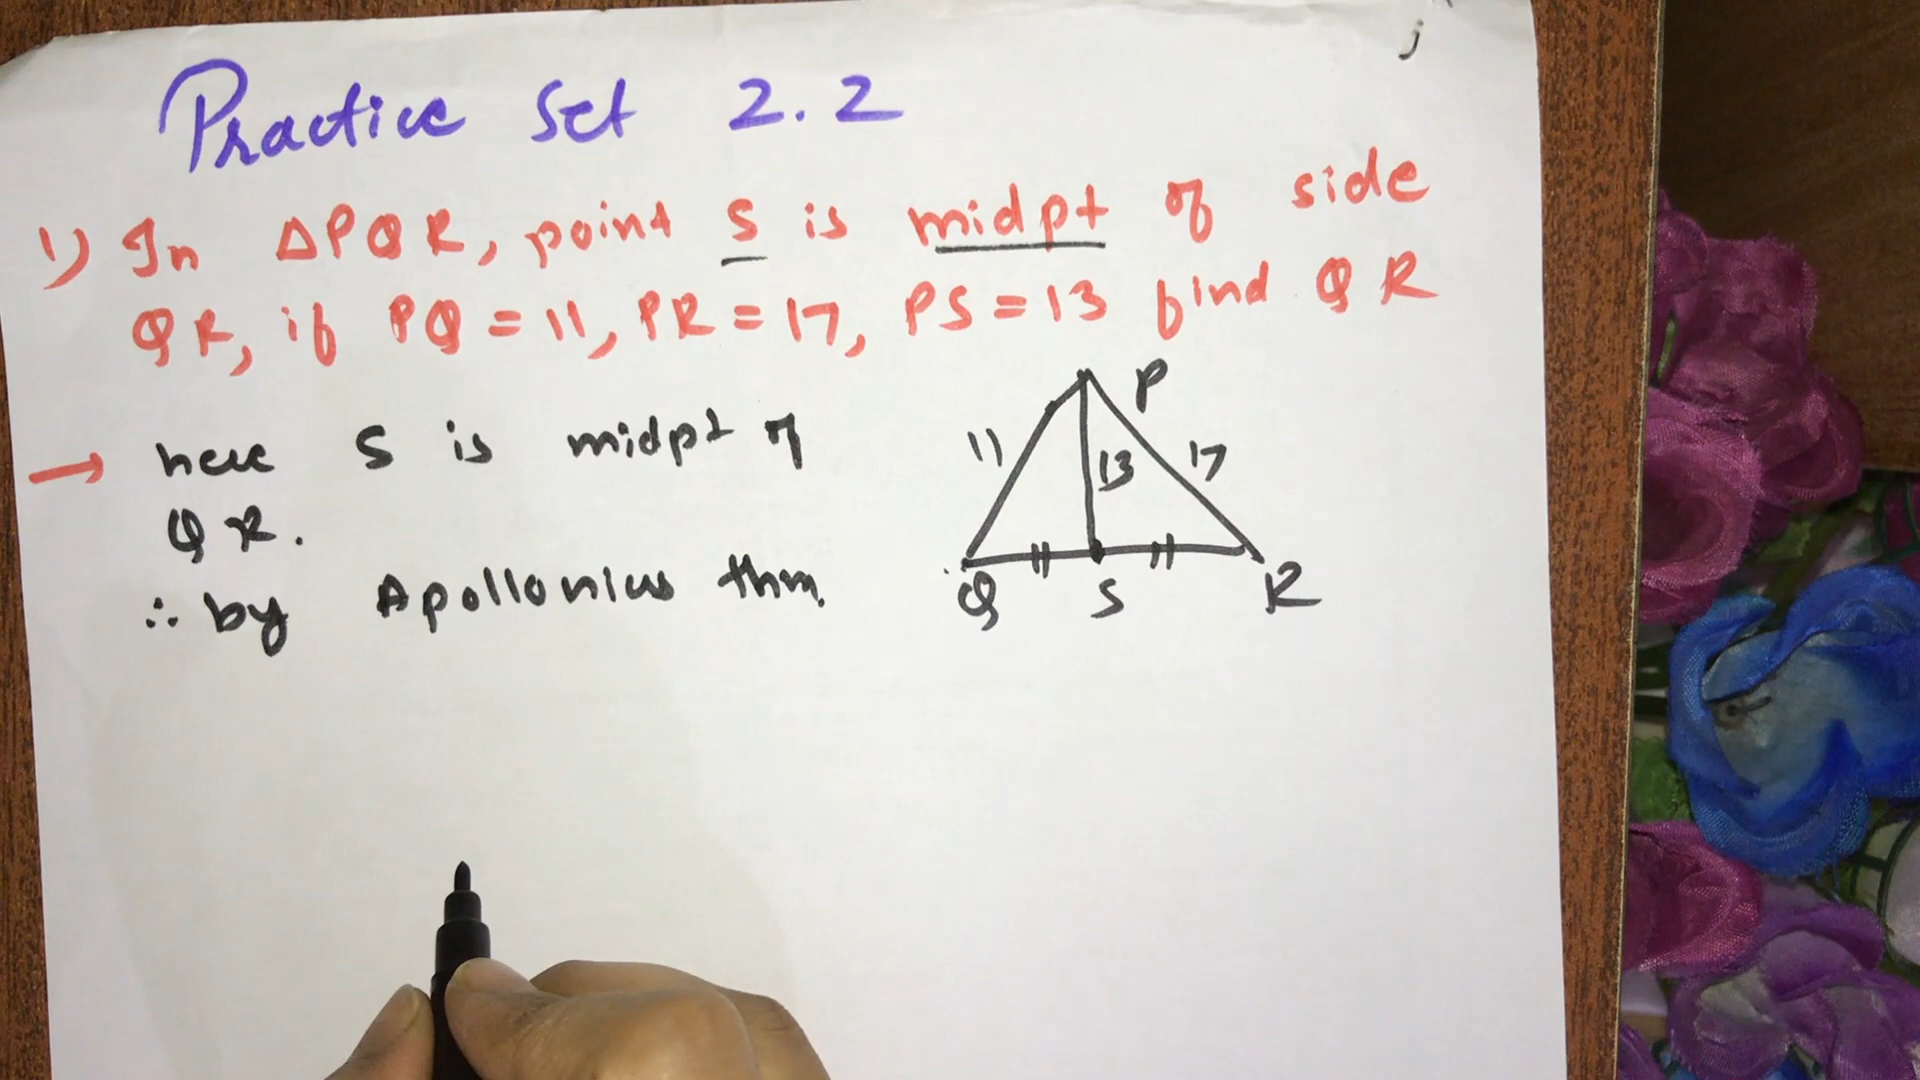 Practice Set 2.2
1) In ΔPQR, point S is midpt of side
QR, if PQ = 11, PR = 17, PS = 13 find QR
→ here S is midpt of
QR.
∴ by Apollonius thm.
P
11 13 17
Q S R